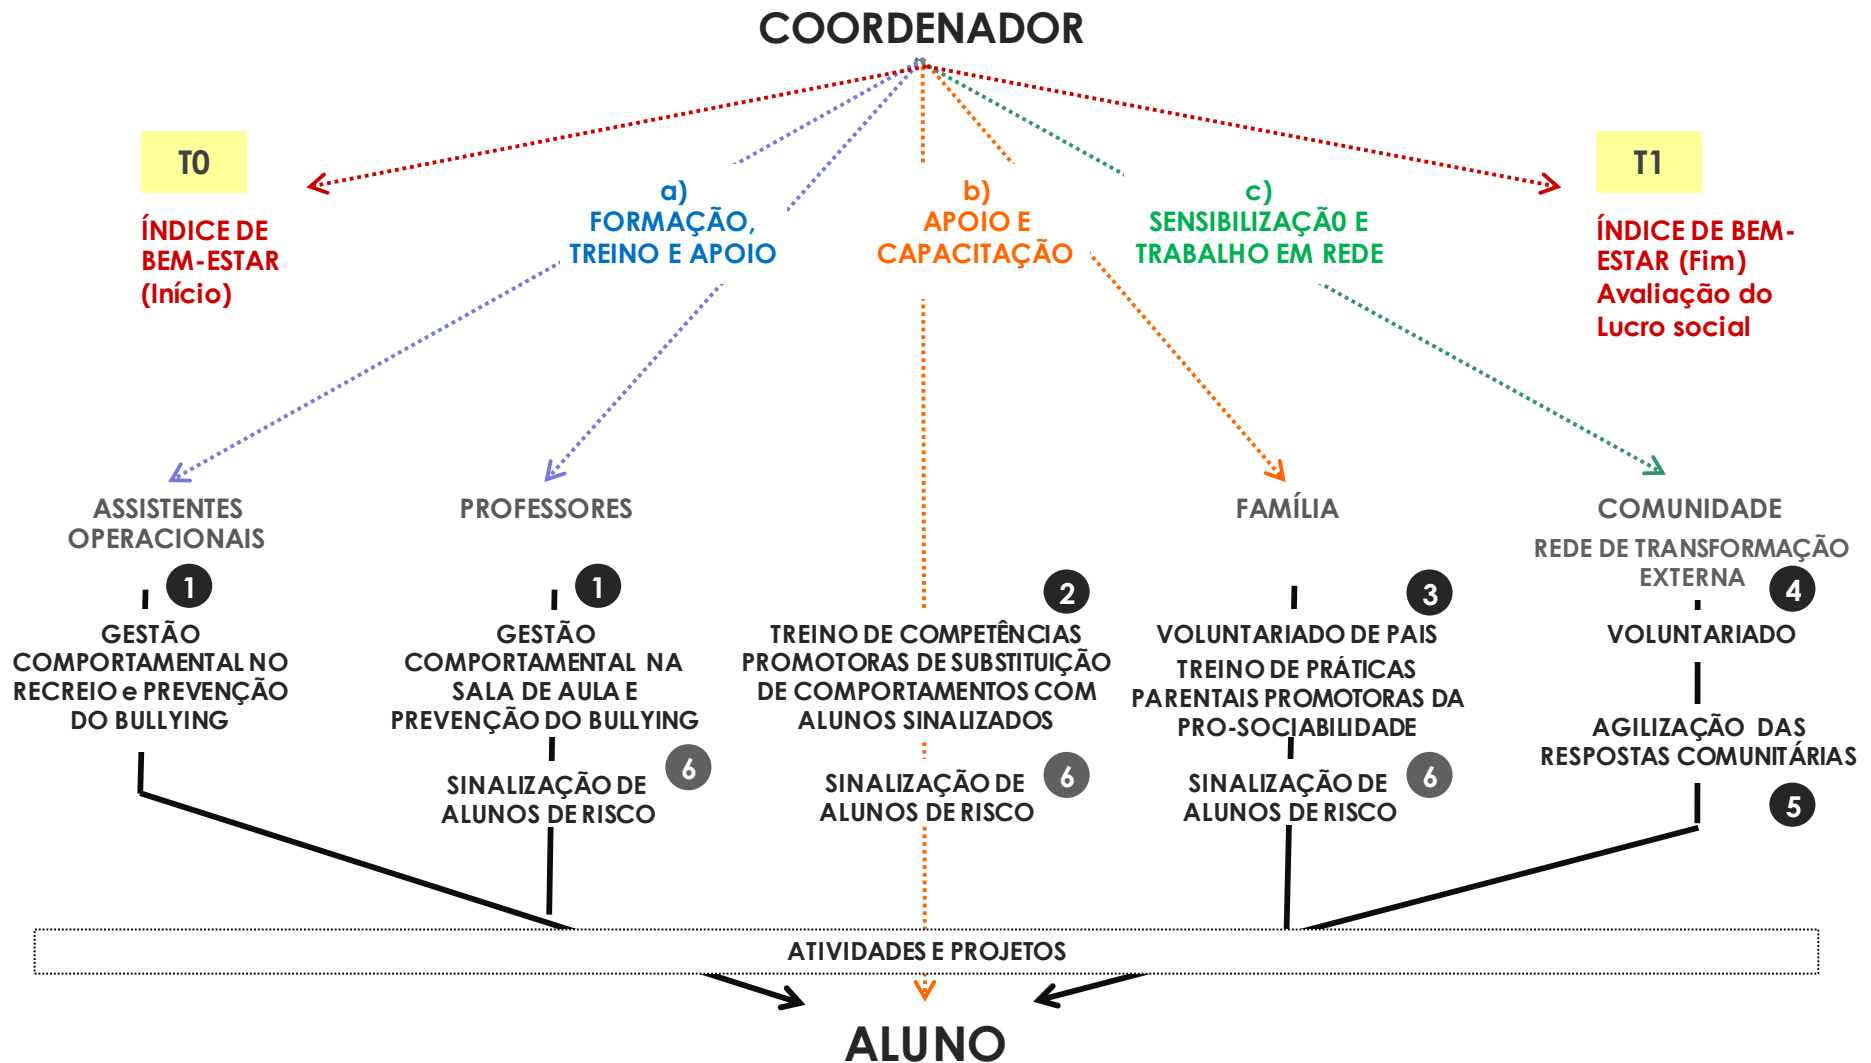 COORDENADOR
T0
ÍNDICE DE
BEM-ESTAR
(Início)
a)
FORMAÇÃO,
TREINO E APOIO
b)
APOIO E
CAPACITAÇÃO
c)
SENSIBILIZAÇÃ0 E
TRABALHO EM REDE
T1
ÍNDICE DE BEM-
ESTAR (Fim)
Avaliação do
Lucro social
ASSISTENTES
OPERACIONAIS
1
GESTÃO
COMPORTAMENTAL NO
RECREIO e PREVENÇÃO
DO BULLYING
PROFESSORES
1
GESTÃO
COMPORTAMENTAL NA
SALA DE AULA E
PREVENÇÃO DO BULLYING
6
SINALIZAÇÃO DE
ALUNOS DE RISCO
2
TREINO DE COMPETÊNCIAS
PROMOTORAS DE SUBSTITUIÇÃO
DE COMPORTAMENTOS COM
ALUNOS SINALIZADOS
6
SINALIZAÇÃO DE
ALUNOS DE RISCO
FAMÍLIA
3
VOLUNTARIADO DE PAIS
TREINO DE PRÁTICAS
PARENTAIS PROMOTORAS DA
PRO-SOCIABILIDADE
6
SINALIZAÇÃO DE
ALUNOS DE RISCO
COMUNIDADE
REDE DE TRANSFORMAÇÃO
EXTERNA
4
VOLUNTARIADO
AGILIZAÇÃO DAS
RESPOSTAS COMUNITÁRIAS
5
ATIVIDADES E PROJETOS
ALUNO